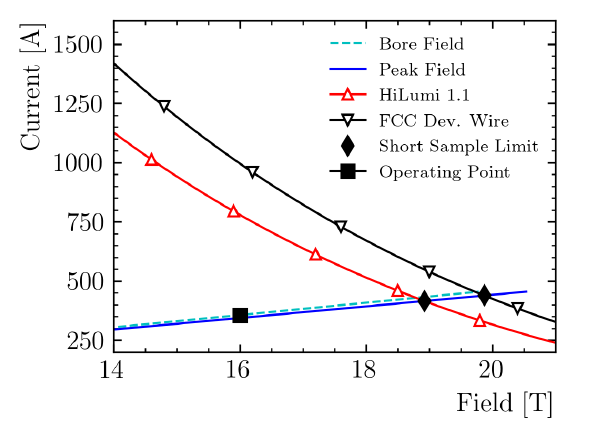 Current [A]
1500
1250
1000
750
500
250
Bore Field
Peak Field
HiLumi 1.1
FCC Dev. Wire
Short Sample Limit
Operating Point
14
16
18
20
Field [T]